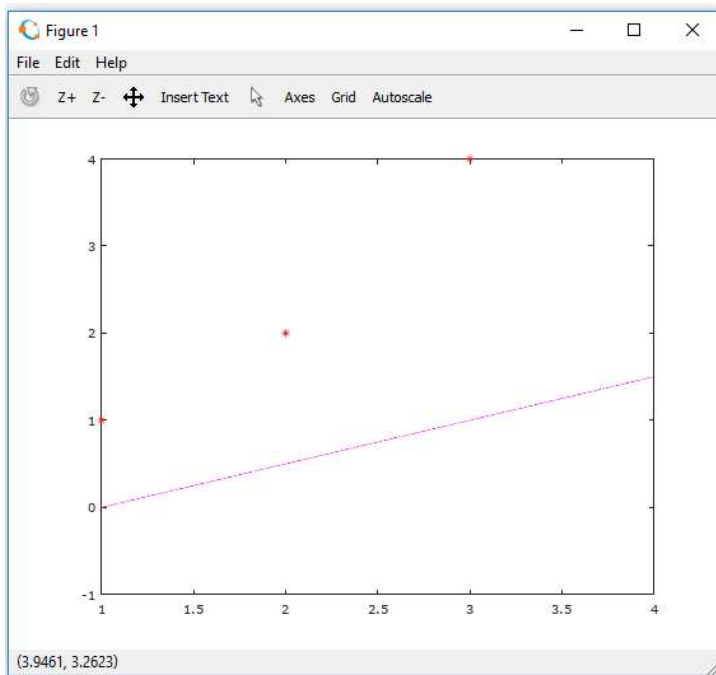 Figure 1
File Edit Help
Z+ Z- Insert Text Axes Grid Autoscale
4
3
2
1
0
-1
1 1.5 2 2.5 3 3.5 4
(3.9461, 3.2623)